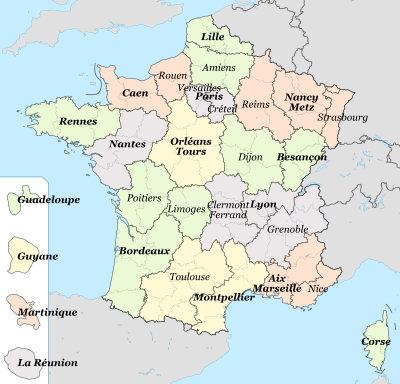 Lille
Amiens
Rouen
Versailles
Paris
Créteil
Caen
Reims
Nancy
Metz
Strasbourg
Rennes
Nantes
Orléans
Tours
Dijon
Besançon
Poitiers
Limoges
Clermont
Ferrand
Lyon
Grenoble
Bordeaux
Toulouse
Montpellier
Aix
Marseille
Nice
Corse
Guadeloupe
Guyane
Martinique
La Réunion